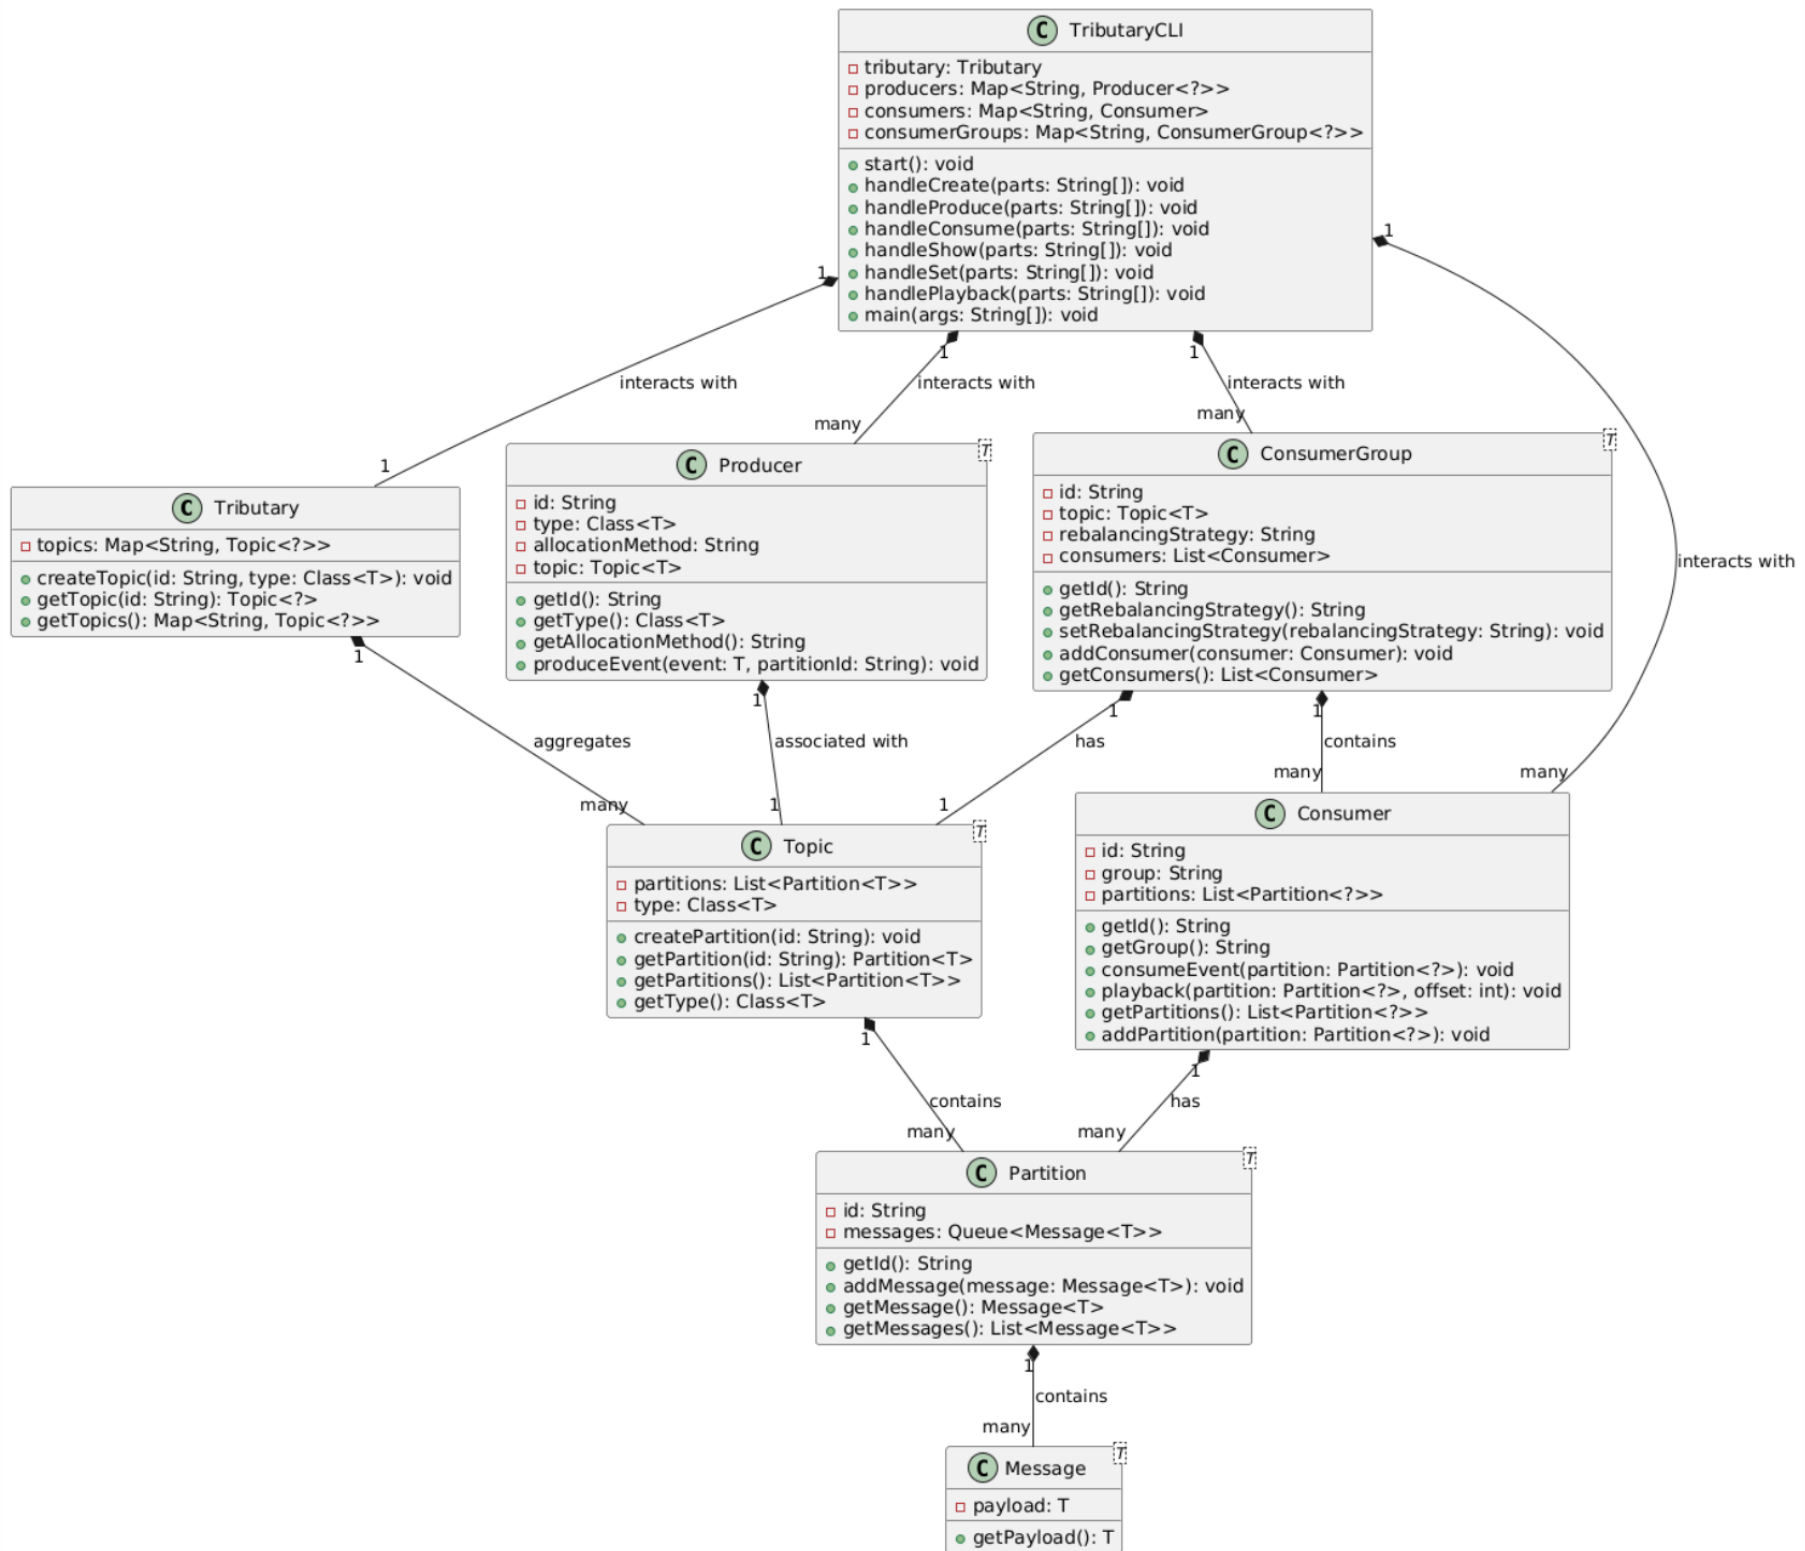 C TributaryCLI
tributary: Tributary
producers: Map<String, Producer<?>>
consumers: Map<String, Consumer>
consumerGroups: Map<String, ConsumerGroup<?>>
start(): void
handleCreate(parts: String[]): void
handleProduce(parts: String[]): void
handleConsume(parts: String[]): void
handleShow(parts: String[]): void
handleSet(parts: String[]): void
handlePlayback(parts: String[]): void
main(args: String[]): void
1
1
1
1
interacts with
interacts with
interacts with
interacts with
1
many
many
many
C Tributary
topics: Map<String, Topic<?>>
createTopic(id: String, type: Class<T>): void
getTopic(id: String): Topic<?>
getTopics(): Map<String, Topic<?>>
C Producer
T
id: String
type: Class<T>
allocationMethod: String
topic: Topic<T>
getId(): String
getType(): Class<T>
getAllocationMethod(): String
produceEvent(event: T, partitionId: String): void
C ConsumerGroup
T
id: String
topic: Topic<T>
rebalancingStrategy: String
consumers: List<Consumer>
getId(): String
getRebalancingStrategy(): String
setRebalancingStrategy(rebalancingStrategy: String): void
addConsumer(consumer: Consumer): void
getConsumers(): List<Consumer>
1
1
1
1
aggregates
associated with
has
contains
many
1
1
many
C Topic
T
partitions: List<Partition<T>>
type: Class<T>
createPartition(id: String): void
getPartition(id: String): Partition<T>
getPartitions(): List<Partition<T>>
getType(): Class<T>
C Consumer
id: String
group: String
partitions: List<Partition<?>>
getId(): String
getGroup(): String
consumeEvent(partition: Partition<?>): void
playback(partition: Partition<?>, offset: int): void
getPartitions(): List<Partition<?>>
addPartition(partition: Partition<?>): void
1
1
contains
has
many
many
C Partition
T
id: String
messages: Queue<Message<T>>
getId(): String
addMessage(message: Message<T>): void
getMessage(): Message<T>
getMessages(): List<Message<T>>
1
contains
many
C Message
T
payload: T
getPayload(): T